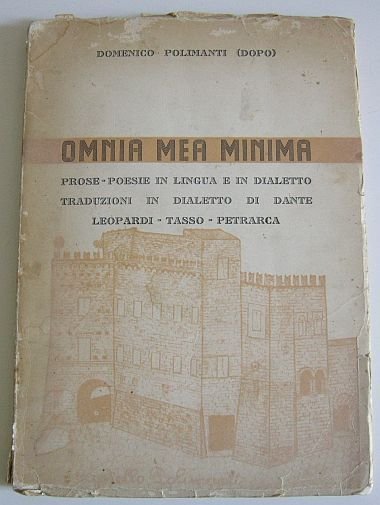 DOMENICO POLIMANTI (DOPO)
OMNIA MEA MINIMA
PROSE-POESIE IN LINGUA E IN DIALETTO
TRADUZIONI IN DIALETTO DI DANTE
LEOPARDI - TASSO - PETRARCA